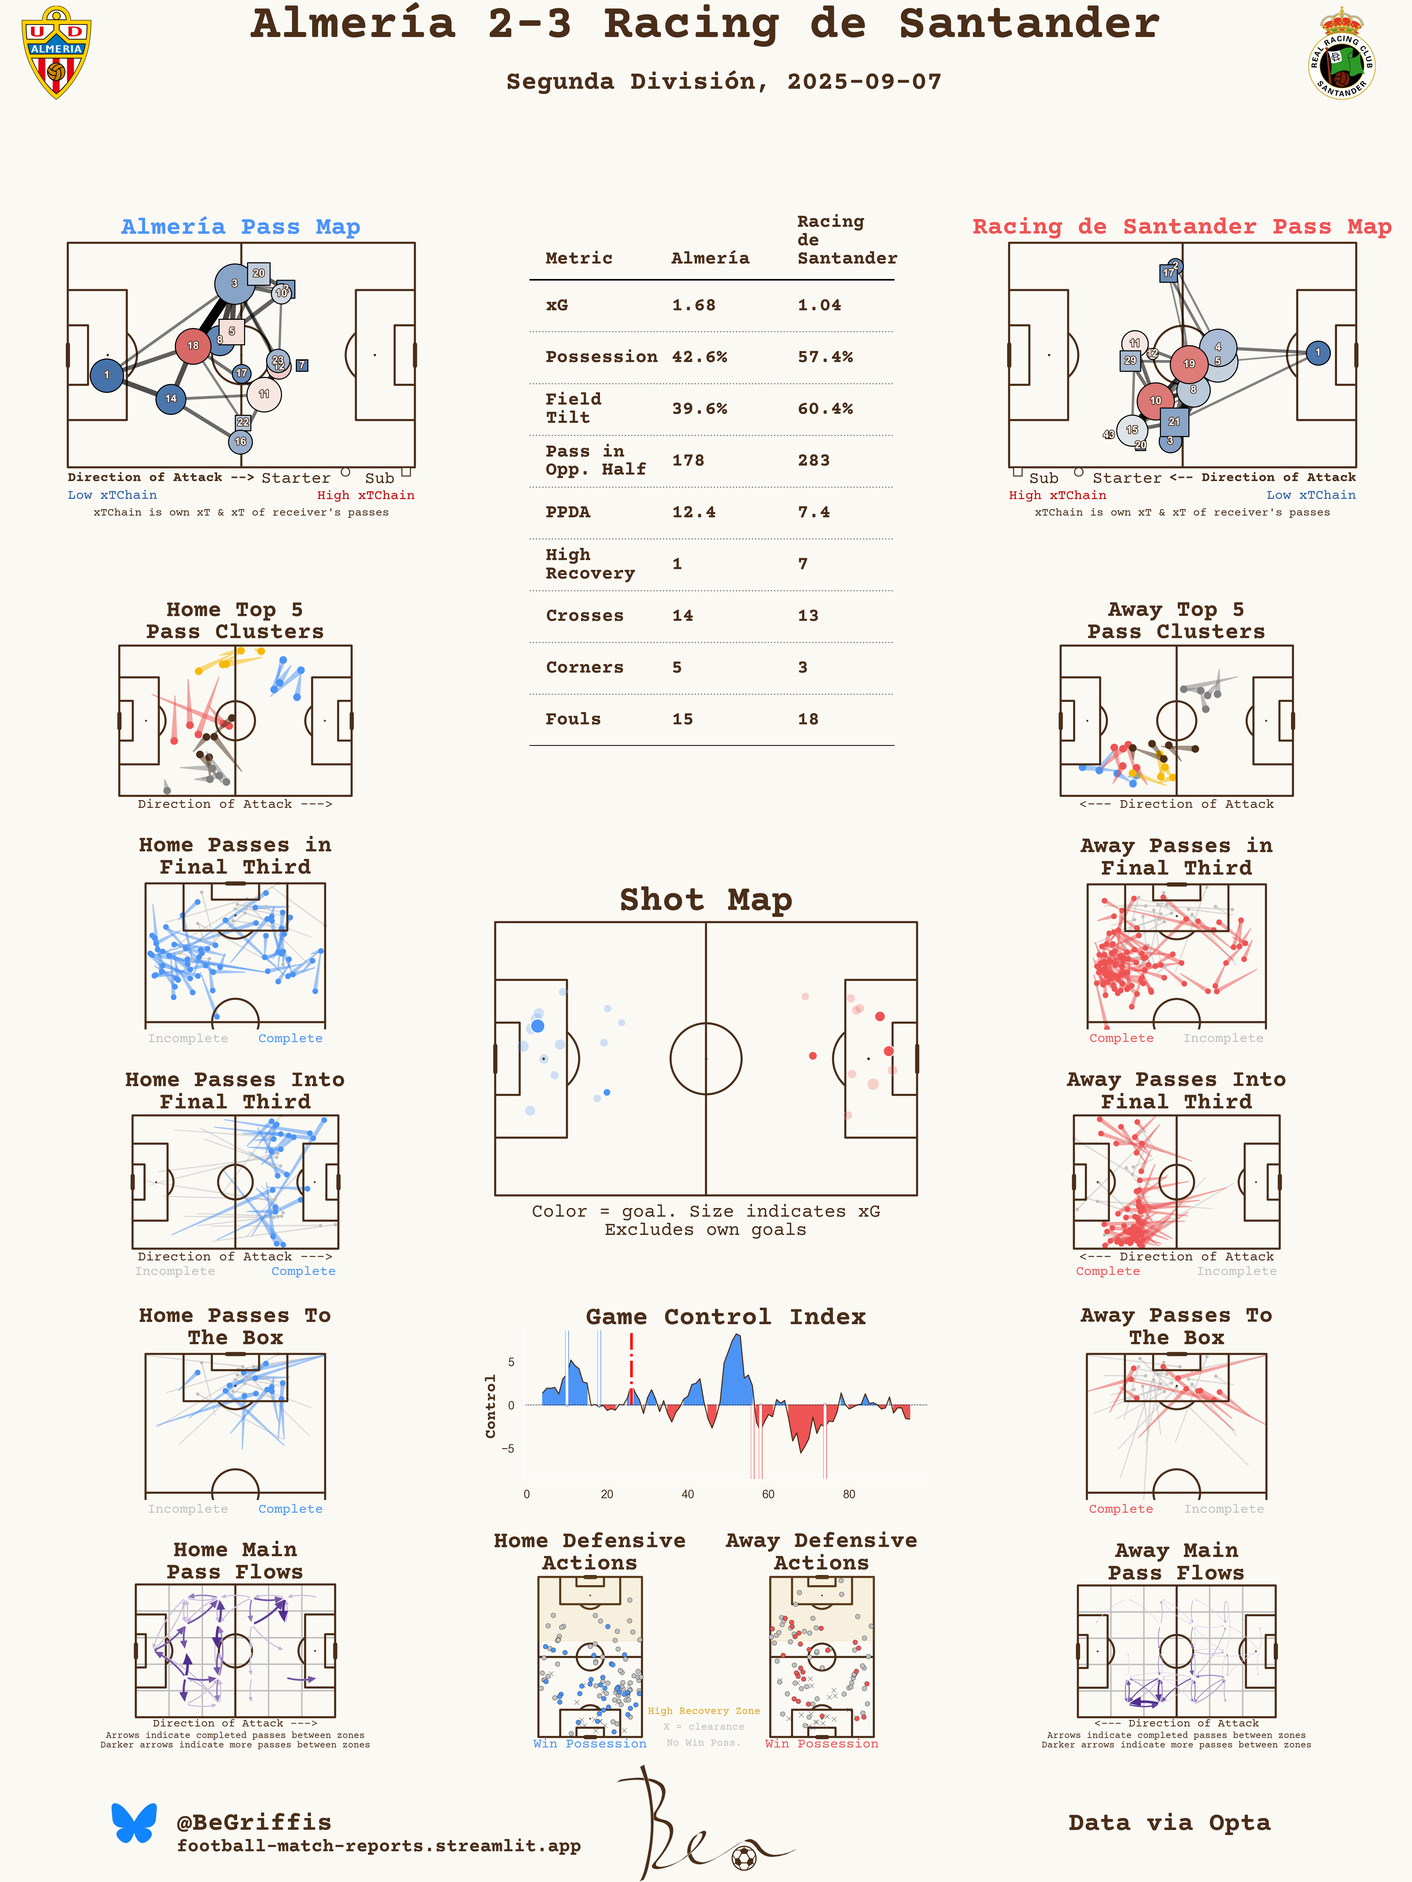 Almería 2-3 Racing de Santander
Segunda División, 2025-09-07
U D
ALMERIA
REAL RACING CLUB
SANTANDER
Almería Pass Map
3
20
10
5
8
18
1
14
17
23
12
7
11
22
16
Direction of Attack --> Starter Sub
Low xTChain High xTChain
xTChain is own xT & xT of receiver's passes
Metric Almería Racing
de
Santander
xG 1.68 1.04
Possession 42.6% 57.4%
Field
Tilt 39.6% 60.4%
Pass in
Opp. Half 178 283
PPDA 12.4 7.4
High
Recovery 1 7
Crosses 14 13
Corners 5 3
Fouls 15 18
Racing de Santander Pass Map
2
17
11
12
29
4
5
19
1
8
10
21
15
43
20
3
Sub Starter <-- Direction of Attack
High xTChain Low xTChain
xTChain is own xT & xT of receiver's passes
Home Top 5
Pass Clusters
Direction of Attack --->
Away Top 5
Pass Clusters
<--- Direction of Attack
Home Passes in
Final Third
Incomplete Complete
Away Passes in
Final Third
Complete Incomplete
Shot Map
Color = goal. Size indicates xG
Excludes own goals
Home Passes Into
Final Third
Direction of Attack --->
Incomplete Complete
Away Passes Into
Final Third
<--- Direction of Attack
Complete Incomplete
Home Passes To
The Box
Incomplete Complete
Game Control Index
Control
5
0
−5
0 20 40 60 80
Away Passes To
The Box
Complete Incomplete
Home Main
Pass Flows
Direction of Attack --->
Arrows indicate completed passes between zones
Darker arrows indicate more passes between zones
Home Defensive
Actions
Win Possession
Away Defensive
Actions
Win Possession
High Recovery Zone
X = clearance
No Win Poss.
Away Main
Pass Flows
<--- Direction of Attack
Arrows indicate completed passes between zones
Darker arrows indicate more passes between zones
@BeGriffis
football-match-reports.streamlit.app
Ben
Data via Opta